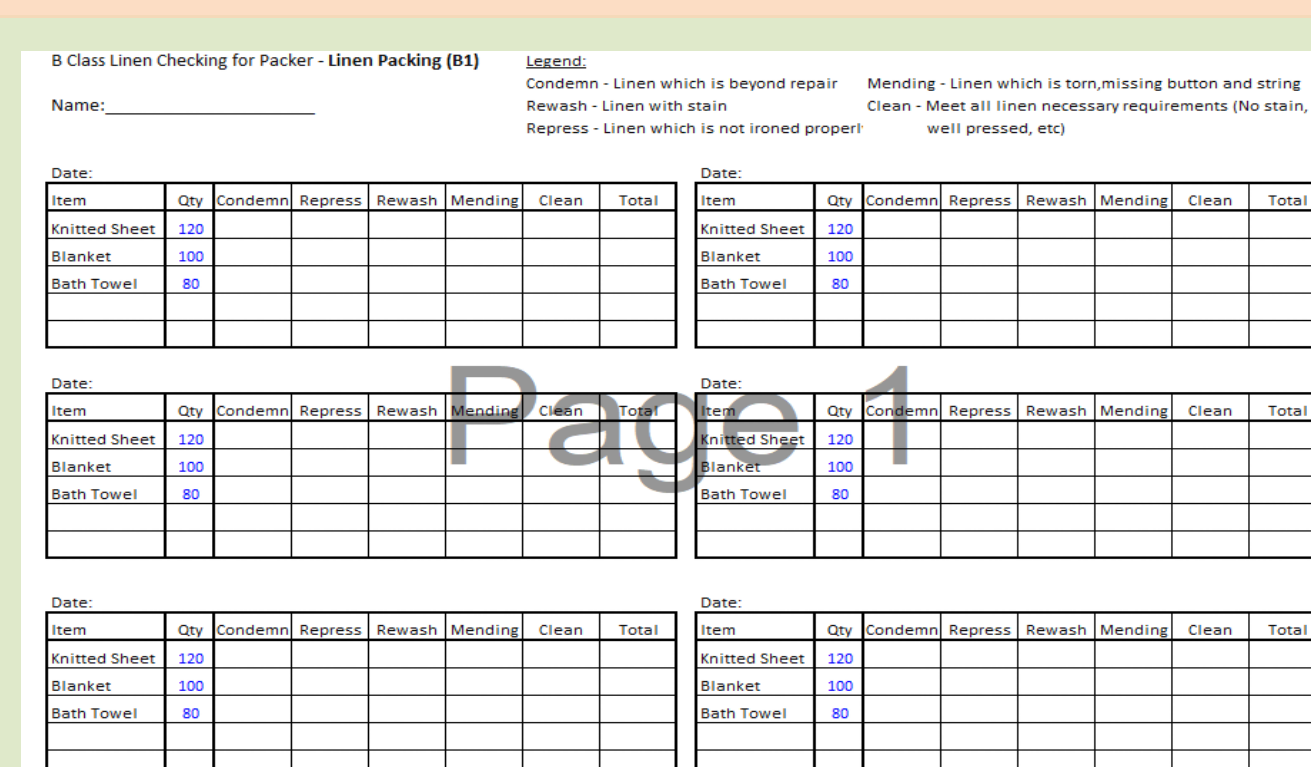 B Class Linen Checking for Packer - Linen Packing (B1)
Name:
Legend:
Condemn - Linen which is beyond repair Mending - Linen which is torn,missing button and string
Rewash - Linen with stain Clean - Meet all linen necessary requirements (No stain,
Repress - Linen which is not ironed properly well pressed, etc)
Date: Date:
Item Qty Condemn Repress Rewash Mending Clean Total Item Qty Condemn Repress Rewash Mending Clean Total
Knitted Sheet 120 Knitted Sheet 120
Blanket 100 Blanket 100
Bath Towel 80 Bath Towel 80
Page 1
Date: Date:
Item Qty Condemn Repress Rewash Mending Clean Total Item Qty Condemn Repress Rewash Mending Clean Total
Knitted Sheet 120 Knitted Sheet 120
Blanket 100 Blanket 100
Bath Towel 80 Bath Towel 80
Date: Date:
Item Qty Condemn Repress Rewash Mending Clean Total Item Qty Condemn Repress Rewash Mending Clean Total
Knitted Sheet 120 Knitted Sheet 120
Blanket 100 Blanket 100
Bath Towel 80 Bath Towel 80